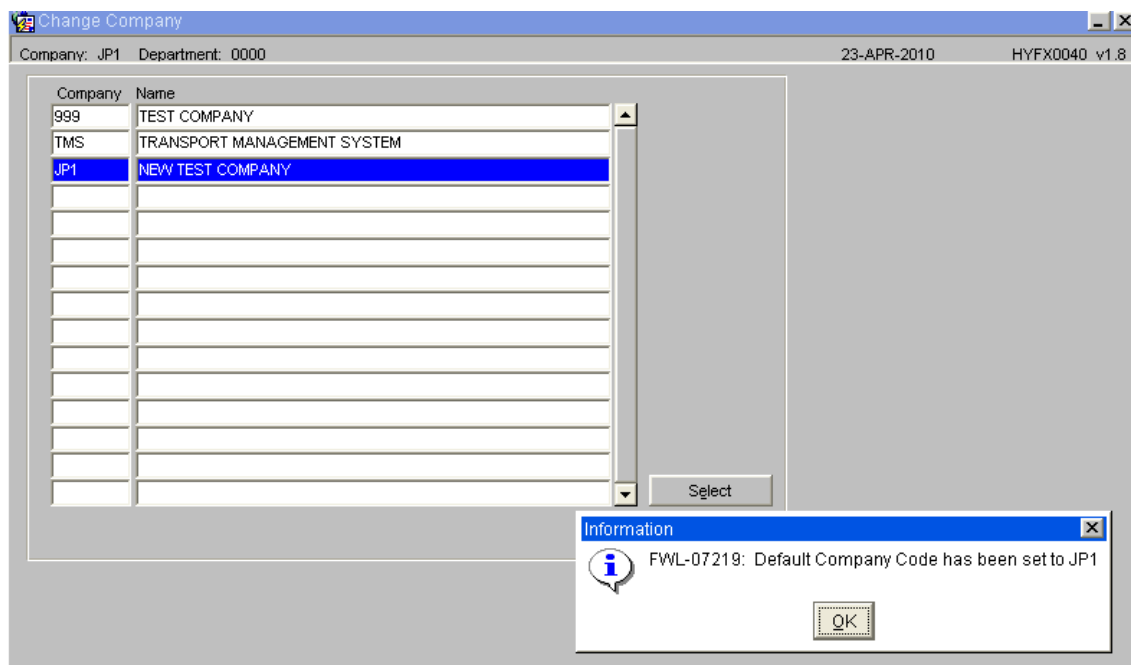 Change Company
Company: JP1 Department: 0000 23-APR-2010 HYFX0040 v1.8
Company Name
999 TEST COMPANY
TMS TRANSPORT MANAGEMENT SYSTEM
JP1 NEW TEST COMPANY
Select
Information
FWL-07219: Default Company Code has been set to JP1
OK